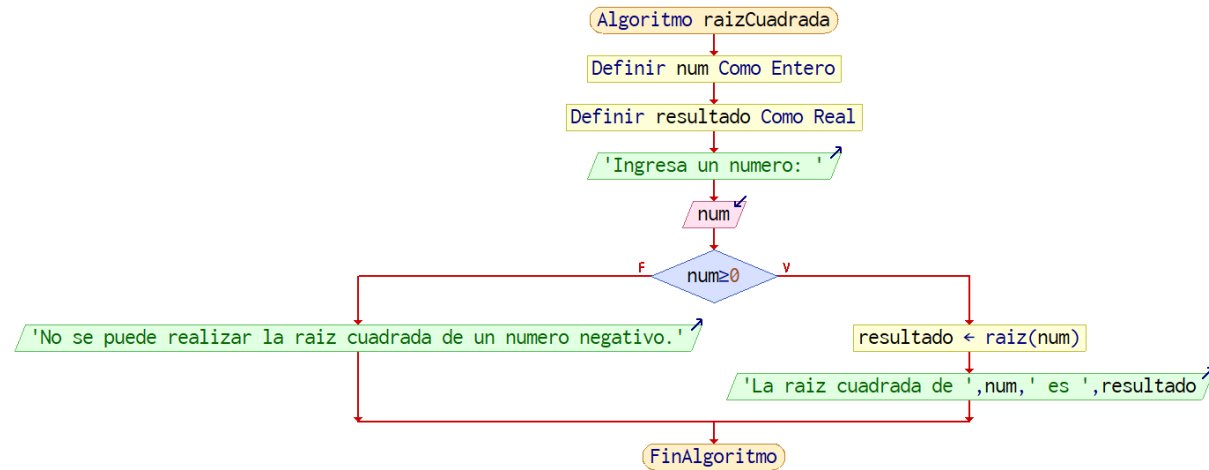 Algoritmo raizCuadrada
Definir num Como Entero
Definir resultado Como Real
'Ingresa un numero: '
num
F
num≥0
V
'No se puede realizar la raiz cuadrada de un numero negativo.'
resultado ← raiz(num)
'La raiz cuadrada de ',num,' es ',resultado
FinAlgoritmo